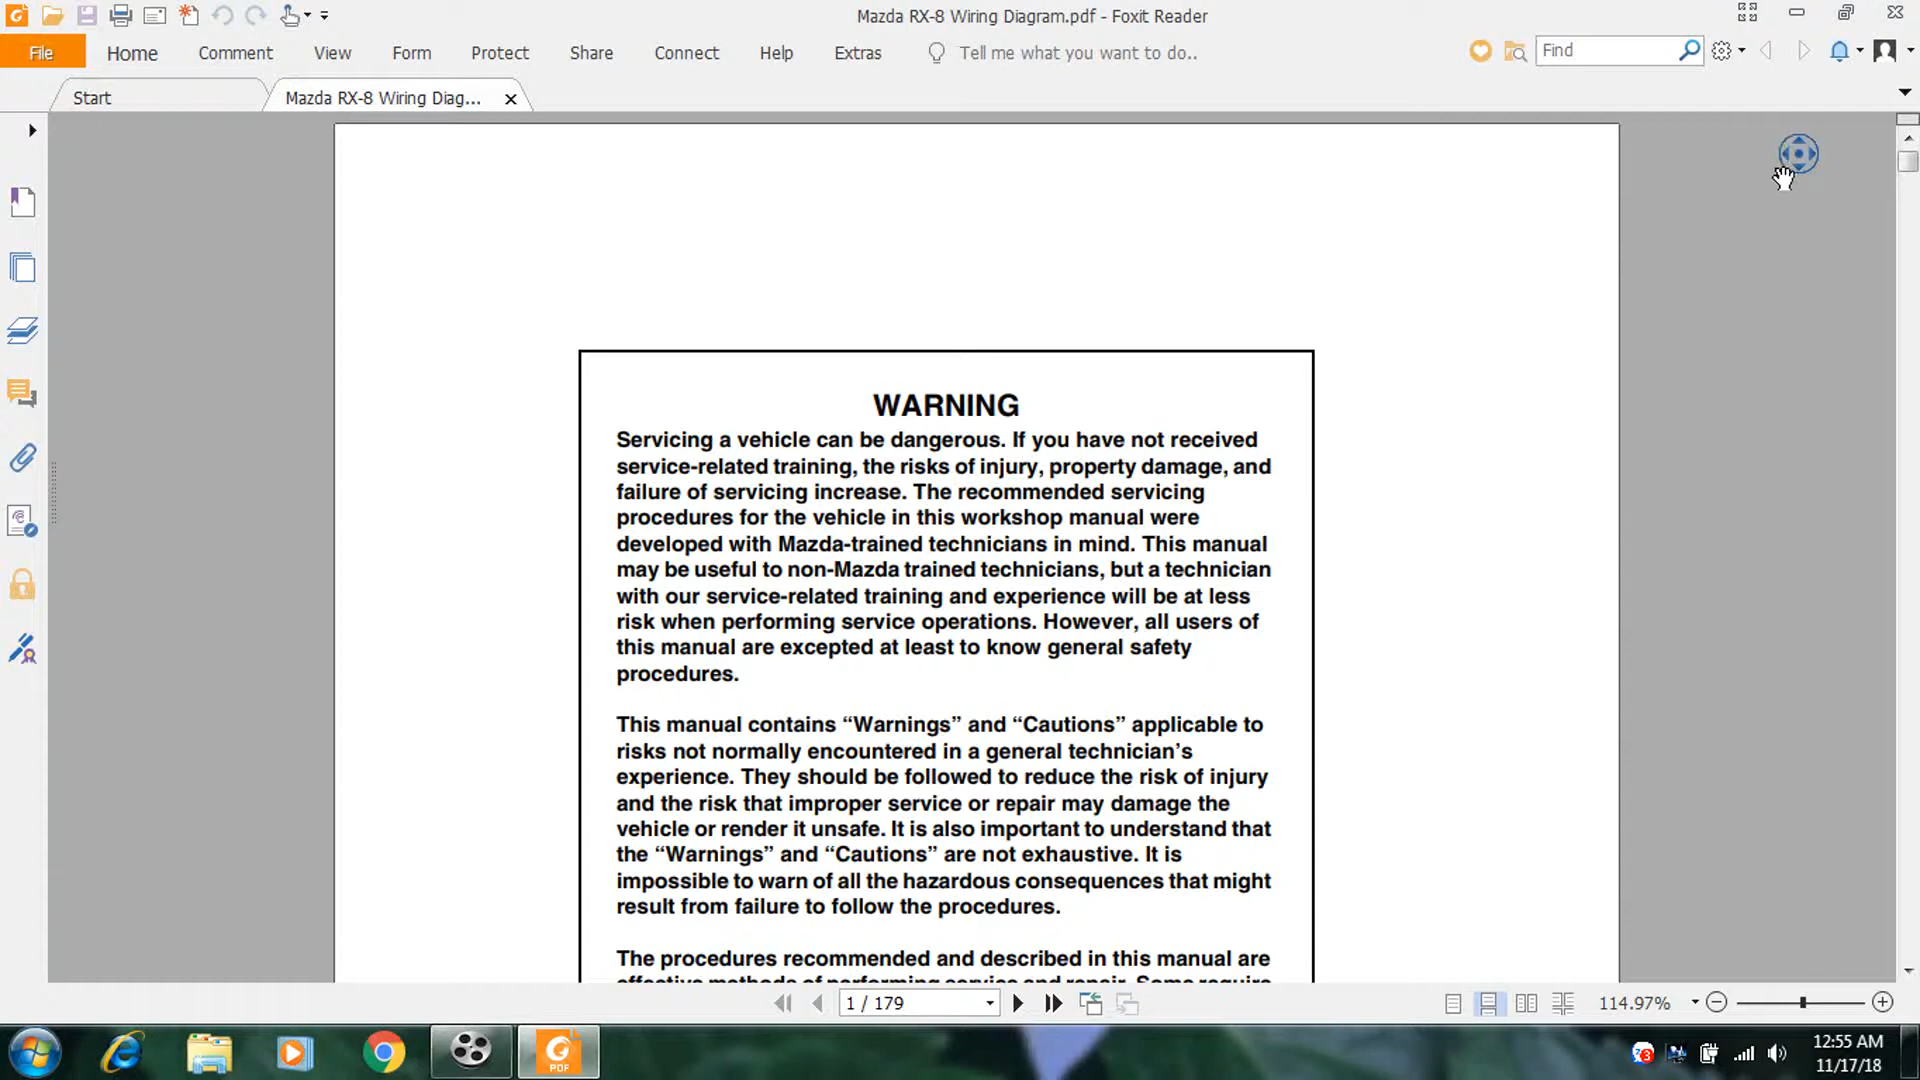 Mazda RX-8 Wiring Diagram.pdf - Foxit Reader
File Home Comment View Form Protect Share Connect Help Extras Tell me what you want to do.. Find
Start Mazda RX-8 Wiring Diag...
WARNING
Servicing a vehicle can be dangerous. If you have not received
service-related training, the risks of injury, property damage, and
failure of servicing increase. The recommended servicing
procedures for the vehicle in this workshop manual were
developed with Mazda-trained technicians in mind. This manual
may be useful to non-Mazda trained technicians, but a technician
with our service-related training and experience will be at less
risk when performing service operations. However, all users of
this manual are excepted at least to know general safety
procedures.
This manual contains “Warnings” and “Cautions” applicable to
risks not normally encountered in a general technician’s
experience. They should be followed to reduce the risk of injury
and the risk that improper service or repair may damage the
vehicle or render it unsafe. It is also important to understand that
the “Warnings” and “Cautions” are not exhaustive. It is
impossible to warn of all the hazardous consequences that might
result from failure to follow the procedures.
The procedures recommended and described in this manual are
effective methods of performing service and repair. Some require
1 / 179 114.97%
PDF 3 12:55 AM
11/17/18